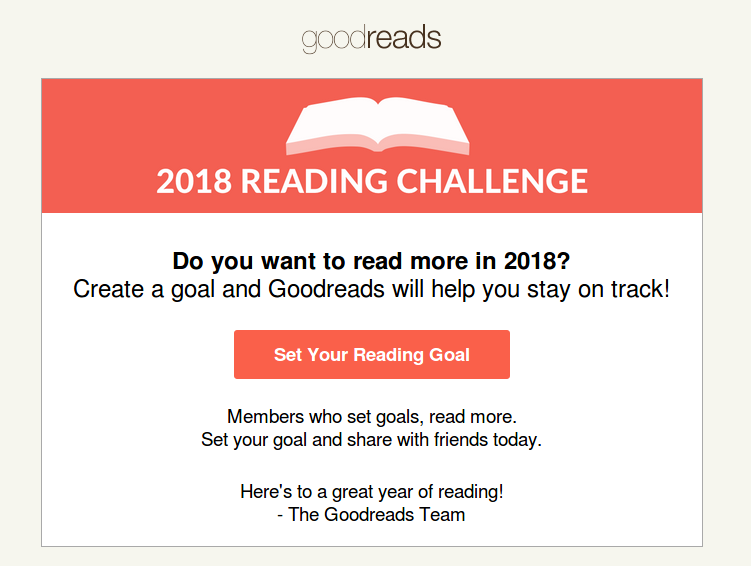 goodreads
2018 READING CHALLENGE
Do you want to read more in 2018?
Create a goal and Goodreads will help you stay on track!
Set Your Reading Goal
Members who set goals, read more.
Set your goal and share with friends today.
Here's to a great year of reading!
- The Goodreads Team